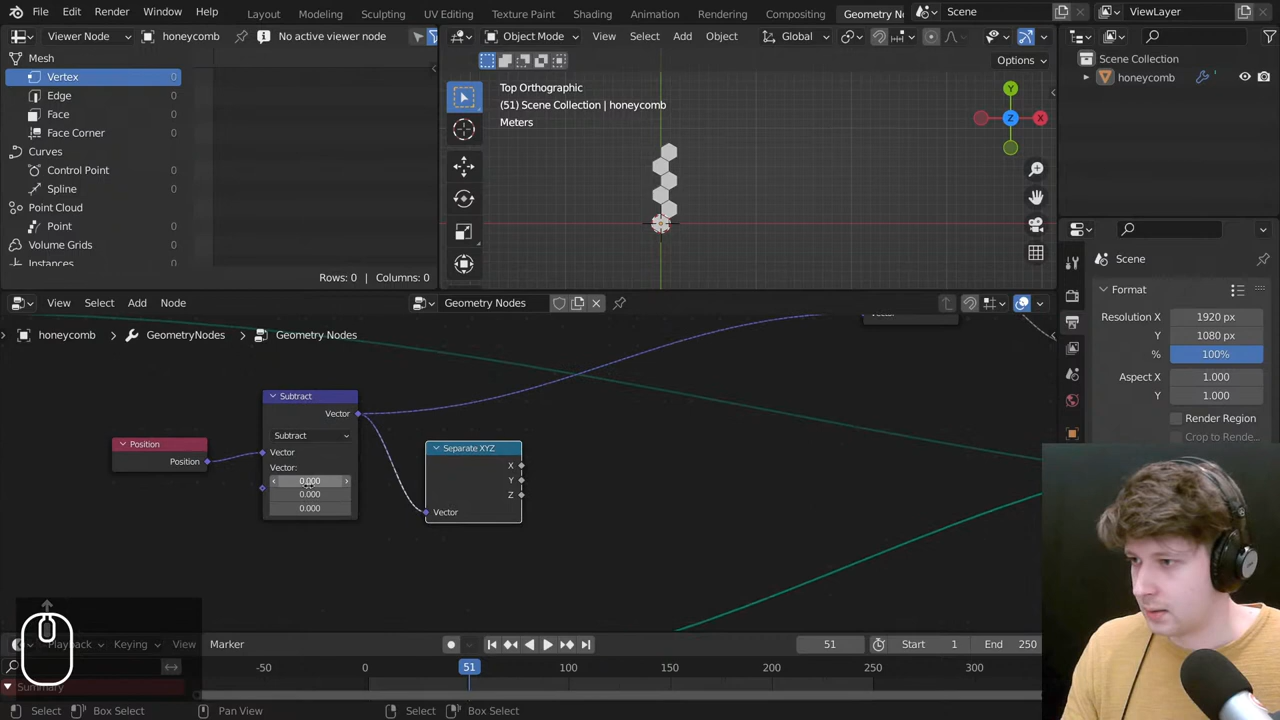 File Edit Render Window Help Layout Modeling Sculpting UV Editing Texture Paint Shading Animation Rendering Compositing Geometry No Scene ViewLayer
Viewer Node honeycomb No active viewer node
Mesh
Vertex 0
Edge 0
Face 0
Face Corner 0
Curves
Control Point 0
Spline 0
Point Cloud
Point 0
Volume Grids
Instances
Rows: 0 | Columns: 0
Object Mode View Select Add Object Global
Options
Top Orthographic
(51) Scene Collection | honeycomb
Meters
Y
Z
X
Scene Collection
honeycomb
Scene
Format
Resolution X 1920 px
Y 1080 px
% 100%
Aspect X 1.000
Y 1.000
Render Region
Crop to Rende...
View Select Add Node Geometry Nodes
honeycomb > GeometryNodes > Geometry Nodes
Position
Position
Subtract
Vector
Subtract
Vector
Vector:
0.000
0.000
0.000
Separate XYZ
X
Y
Z
Vector
Playback Keying View Marker 51 Start 1 End 250
-50 0 51 100 150 200 250 300
Summary
Select Box Select Pan View Select Box Select